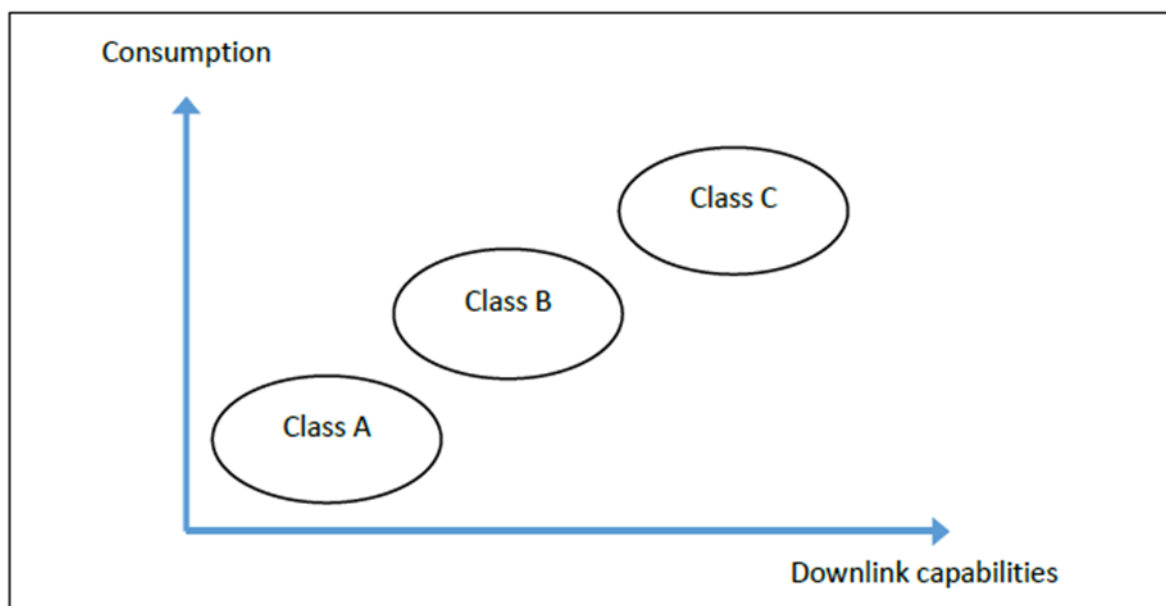 Consumption
Class C
Class B
Class A
Downlink capabilities